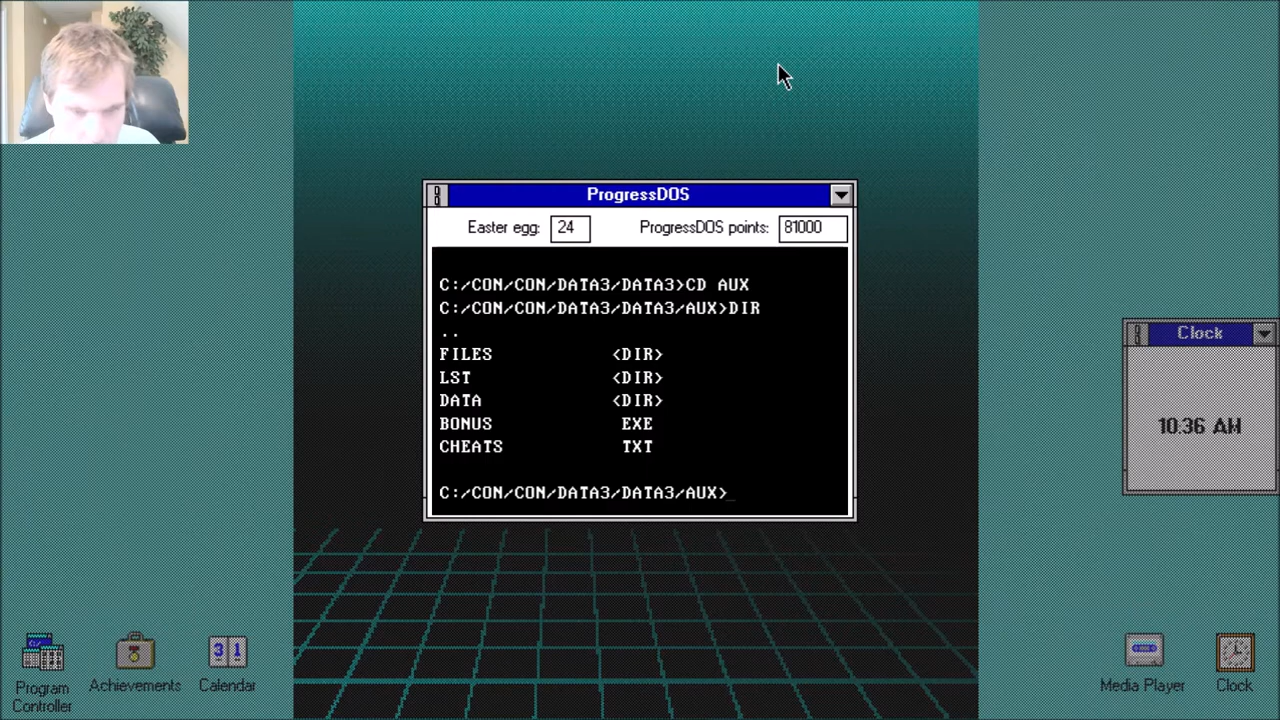 ProgressDOS
Easter egg: 24 ProgressDOS points: 81000
C:/CON/CON/DATA3/DATA3>CD AUX
C:/CON/CON/DATA3/DATA3/AUX>DIR
..
FILES <DIR>
LST <DIR>
DATA <DIR>
BONUS EXE
CHEATS TXT
C:/CON/CON/DATA3/DATA3/AUX>_
Clock
10:36 AM
31
Program
Controller
Achievements
Calendar
Media Player
Clock